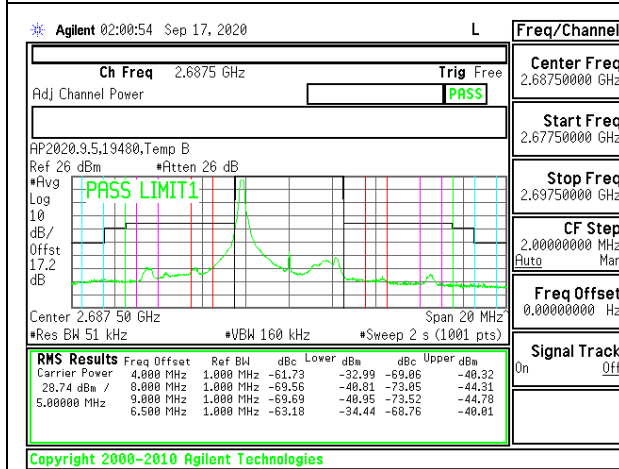 Agilent 02:00:54 Sep 17, 2020 L
Ch Freq 2.6875 GHz Trig Free
Adj Channel Power PASS
AP2020.9.5,19480,Temp B
Ref 26 dBm #Atten 26 dB
#Avg
Log
10
dB/
Offst
17.2
dB
PASS LIMIT1
Center 2.687 50 GHz Span 20 MHz
#Res BW 51 kHz #VBW 160 kHz #Sweep 2 s (1001 pts)
RMS Results Freq Offset Ref BW dBc Lower dBm dBc Upper dBm
Carrier Power 4.000 MHz 1.000 MHz -61.73 -32.99 -69.06 -40.32
28.74 dBm / 8.000 MHz 1.000 MHz -69.56 -40.81 -73.05 -44.31
5.00000 MHz 9.000 MHz 1.000 MHz -69.69 -40.95 -73.52 -44.78
6.500 MHz 1.000 MHz -63.18 -34.44 -68.76 -40.01
Copyright 2000-2010 Agilent Technologies
Freq/Channel
Center Freq
2.68750000 GHz
Start Freq
2.67750000 GHz
Stop Freq
2.69750000 GHz
CF Step
2.00000000 MHz
Auto Man
Freq Offset
0.00000000 Hz
Signal Track
On Off